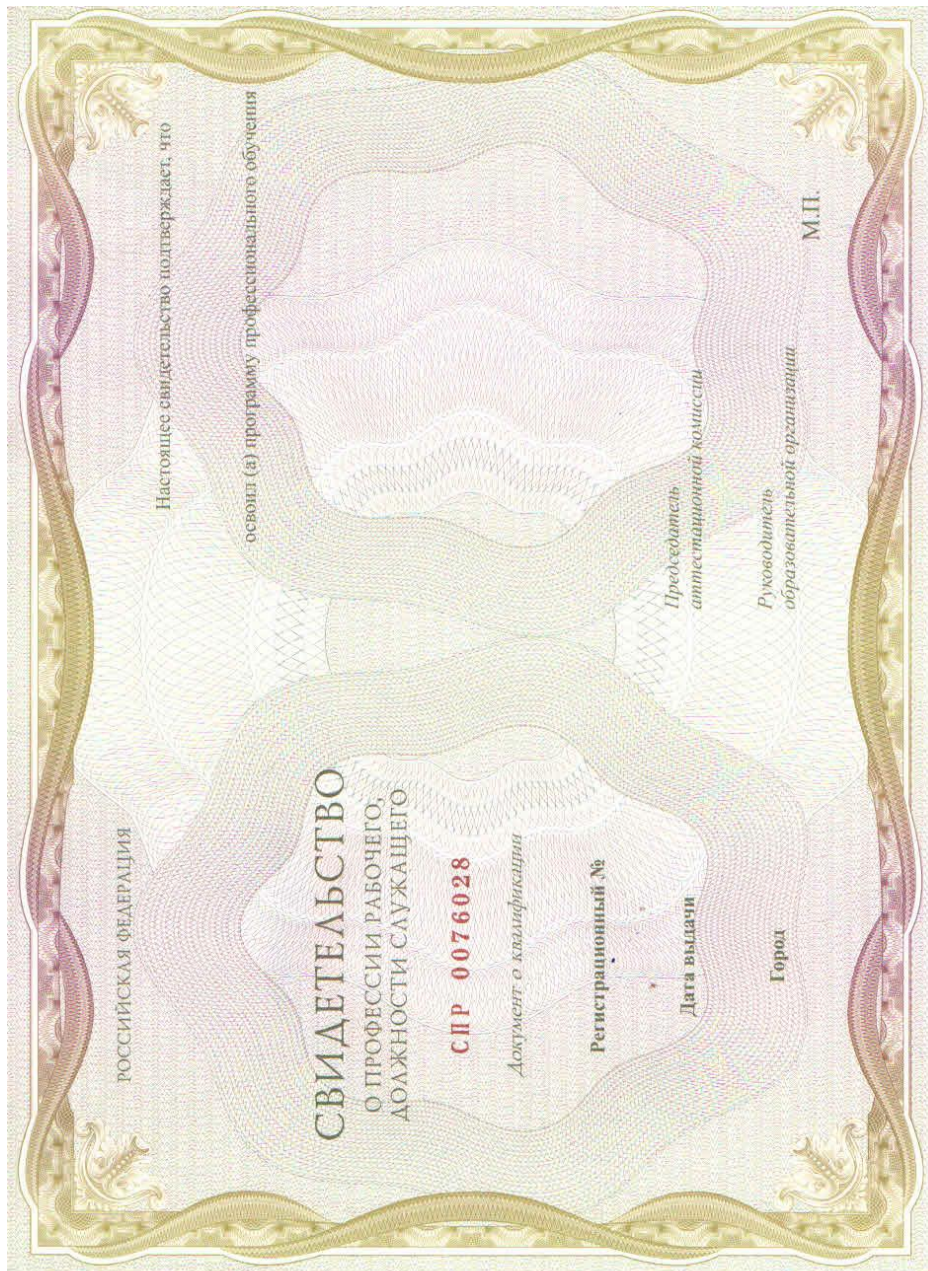 РОССИЙСКАЯ ФЕДЕРАЦИЯ
СВИДЕТЕЛЬСТВО
О ПРОФЕССИИ РАБОЧЕГО,
ДОЛЖНОСТИ СЛУЖАЩЕГО
СПР 0076028
Документ о квалификации
Регистрационный №
Дата выдачи
Город
Настоящее свидетельство подтверждает, что
освоил (а) программу профессионального обучения
Председатель
аттестационной комиссии
Руководитель
образовательной организации
М.П.